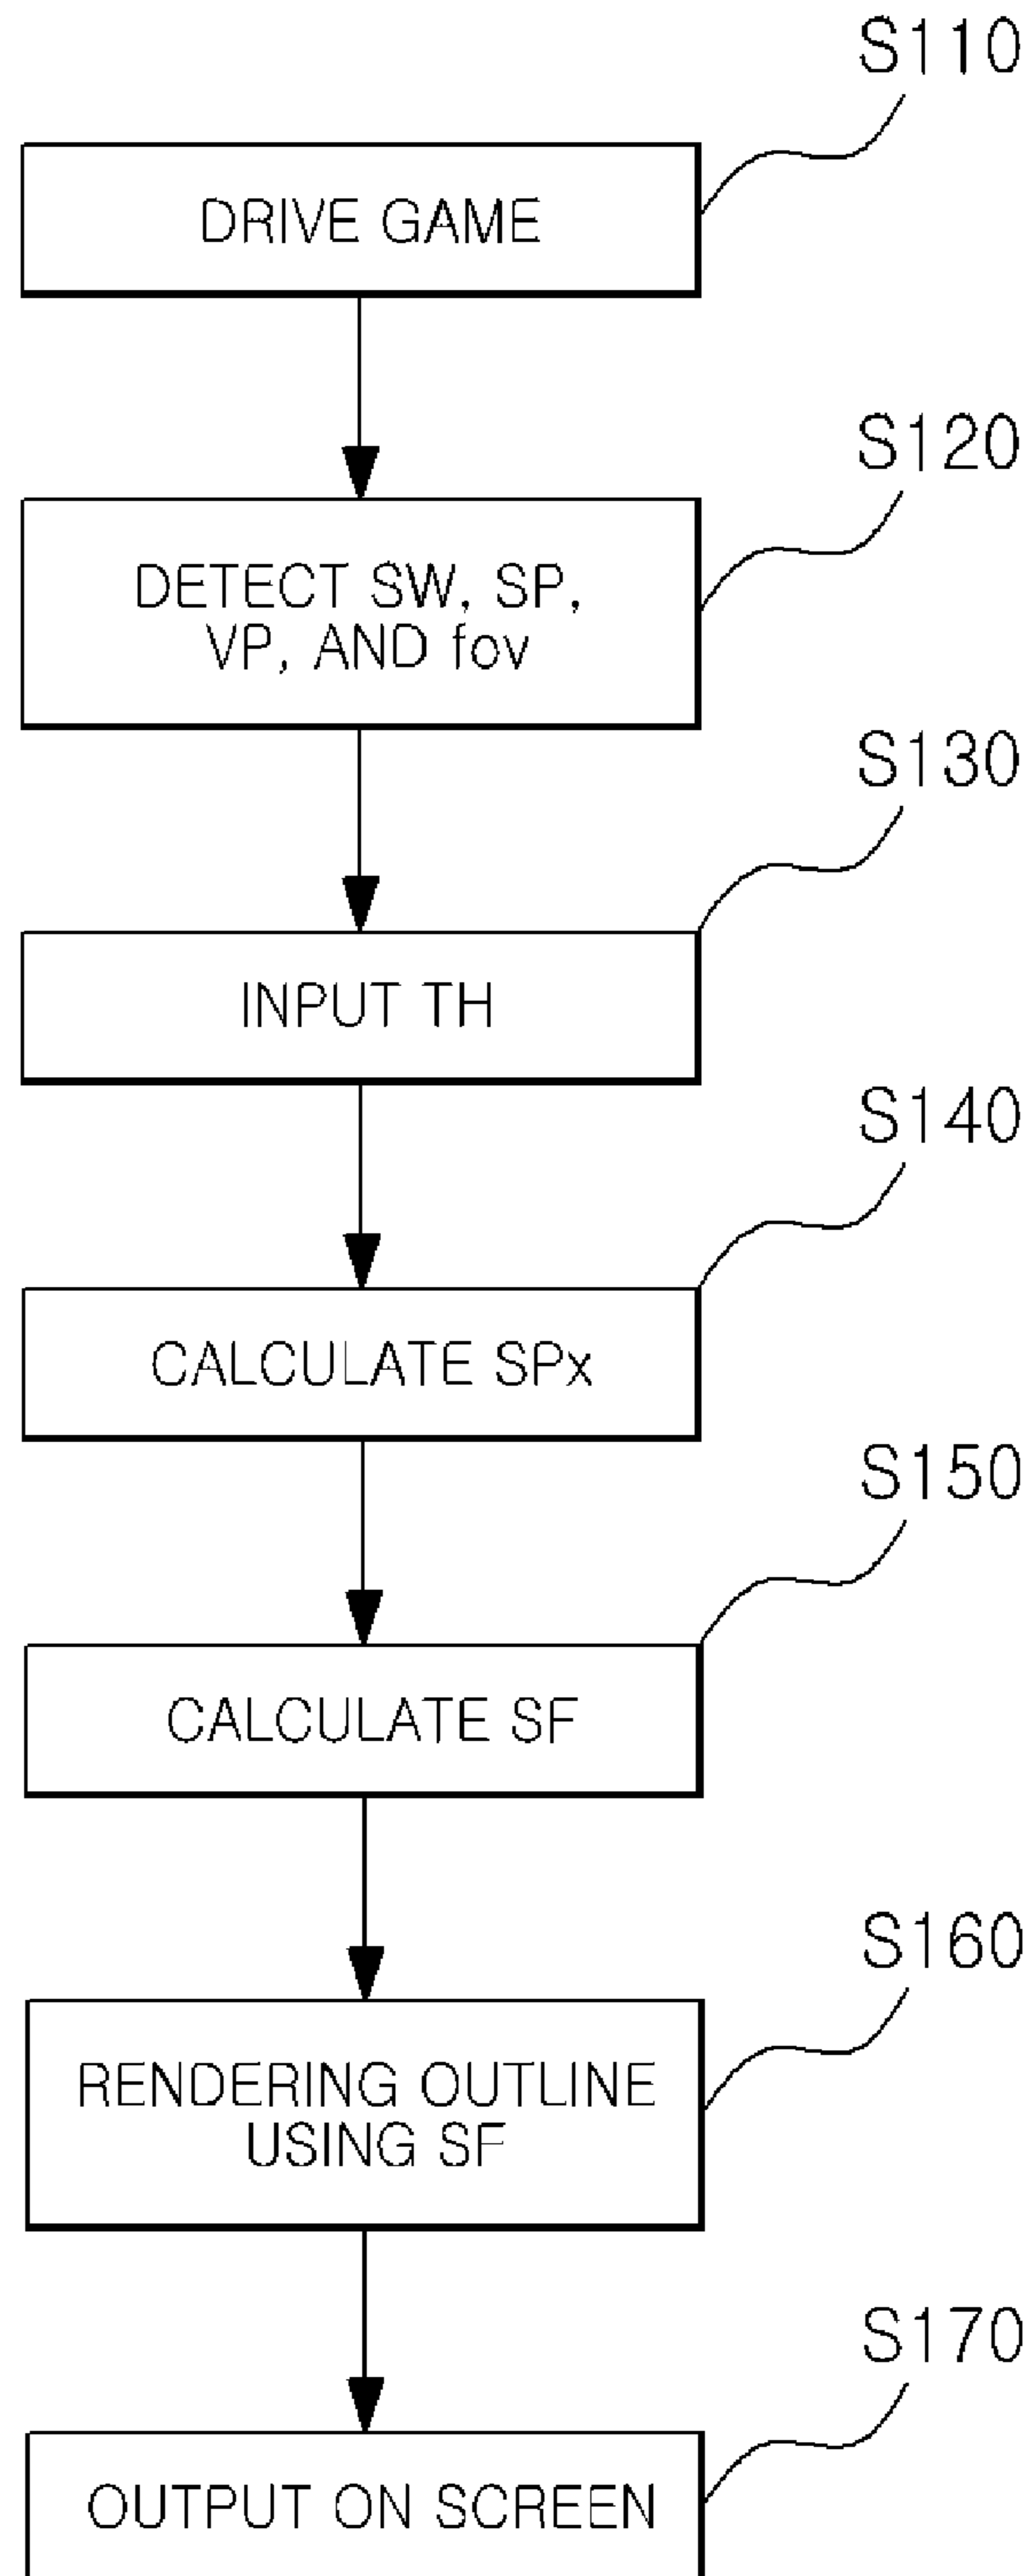 S110
DRIVE GAME
S120
DETECT SW, SP,
VP, AND fov
S130
INPUT TH
S140
CALCULATE SPx
S150
CALCULATE SF
S160
RENDERING OUTLINE
USING SF
S170
OUTPUT ON SCREEN